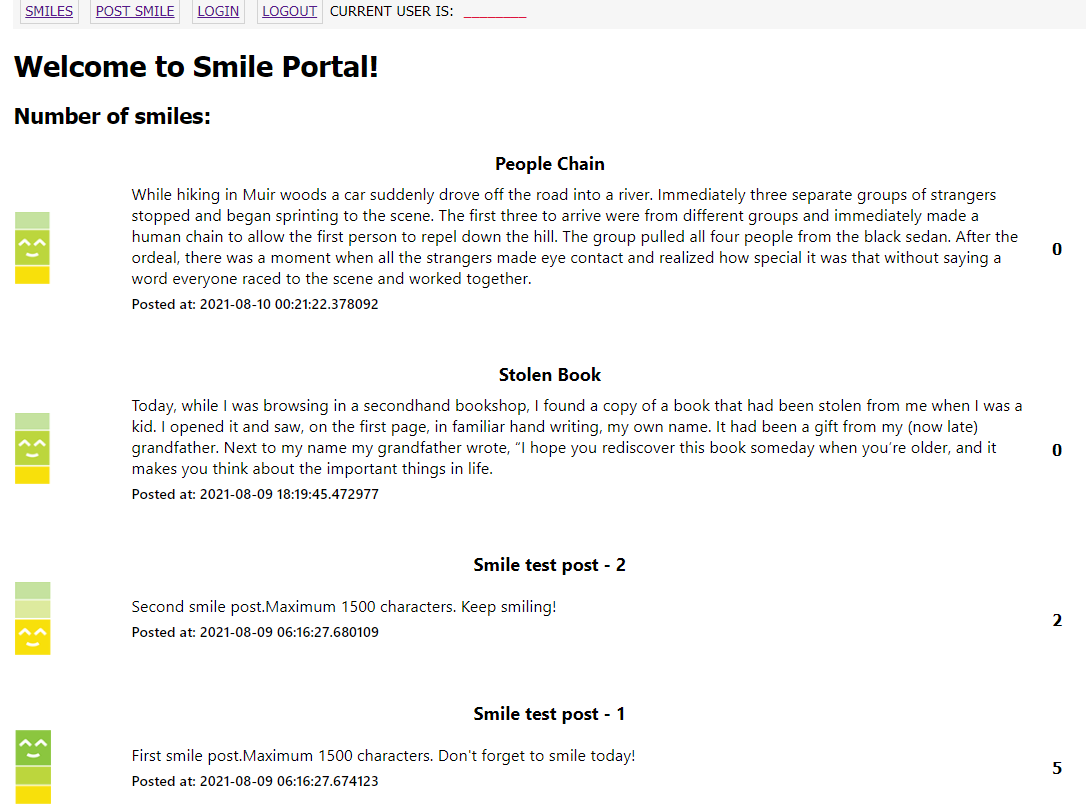 SMILES POST SMILE LOGIN LOGOUT CURRENT USER IS: ________
Welcome to Smile Portal!
Number of smiles:
People Chain
While hiking in Muir woods a car suddenly drove off the road into a river. Immediately three separate groups of strangers
stopped and began sprinting to the scene. The first three to arrive were from different groups and immediately made a
human chain to allow the first person to repel down the hill. The group pulled all four people from the black sedan. After the
ordeal, there was a moment when all the strangers made eye contact and realized how special it was that without saying a
word everyone raced to the scene and worked together.
Posted at: 2021-08-10 00:21:22.378092
0
Stolen Book
Today, while I was browsing in a secondhand bookshop, I found a copy of a book that had been stolen from me when I was a
kid. I opened it and saw, on the first page, in familiar hand writing, my own name. It had been a gift from my (now late)
grandfather. Next to my name my grandfather wrote, “I hope you rediscover this book someday when you’re older, and it
makes you think about the important things in life.
Posted at: 2021-08-09 18:19:45.472977
0
Smile test post - 2
Second smile post.Maximum 1500 characters. Keep smiling!
Posted at: 2021-08-09 06:16:27.680109
2
Smile test post - 1
First smile post.Maximum 1500 characters. Don't forget to smile today!
Posted at: 2021-08-09 06:16:27.674123
5